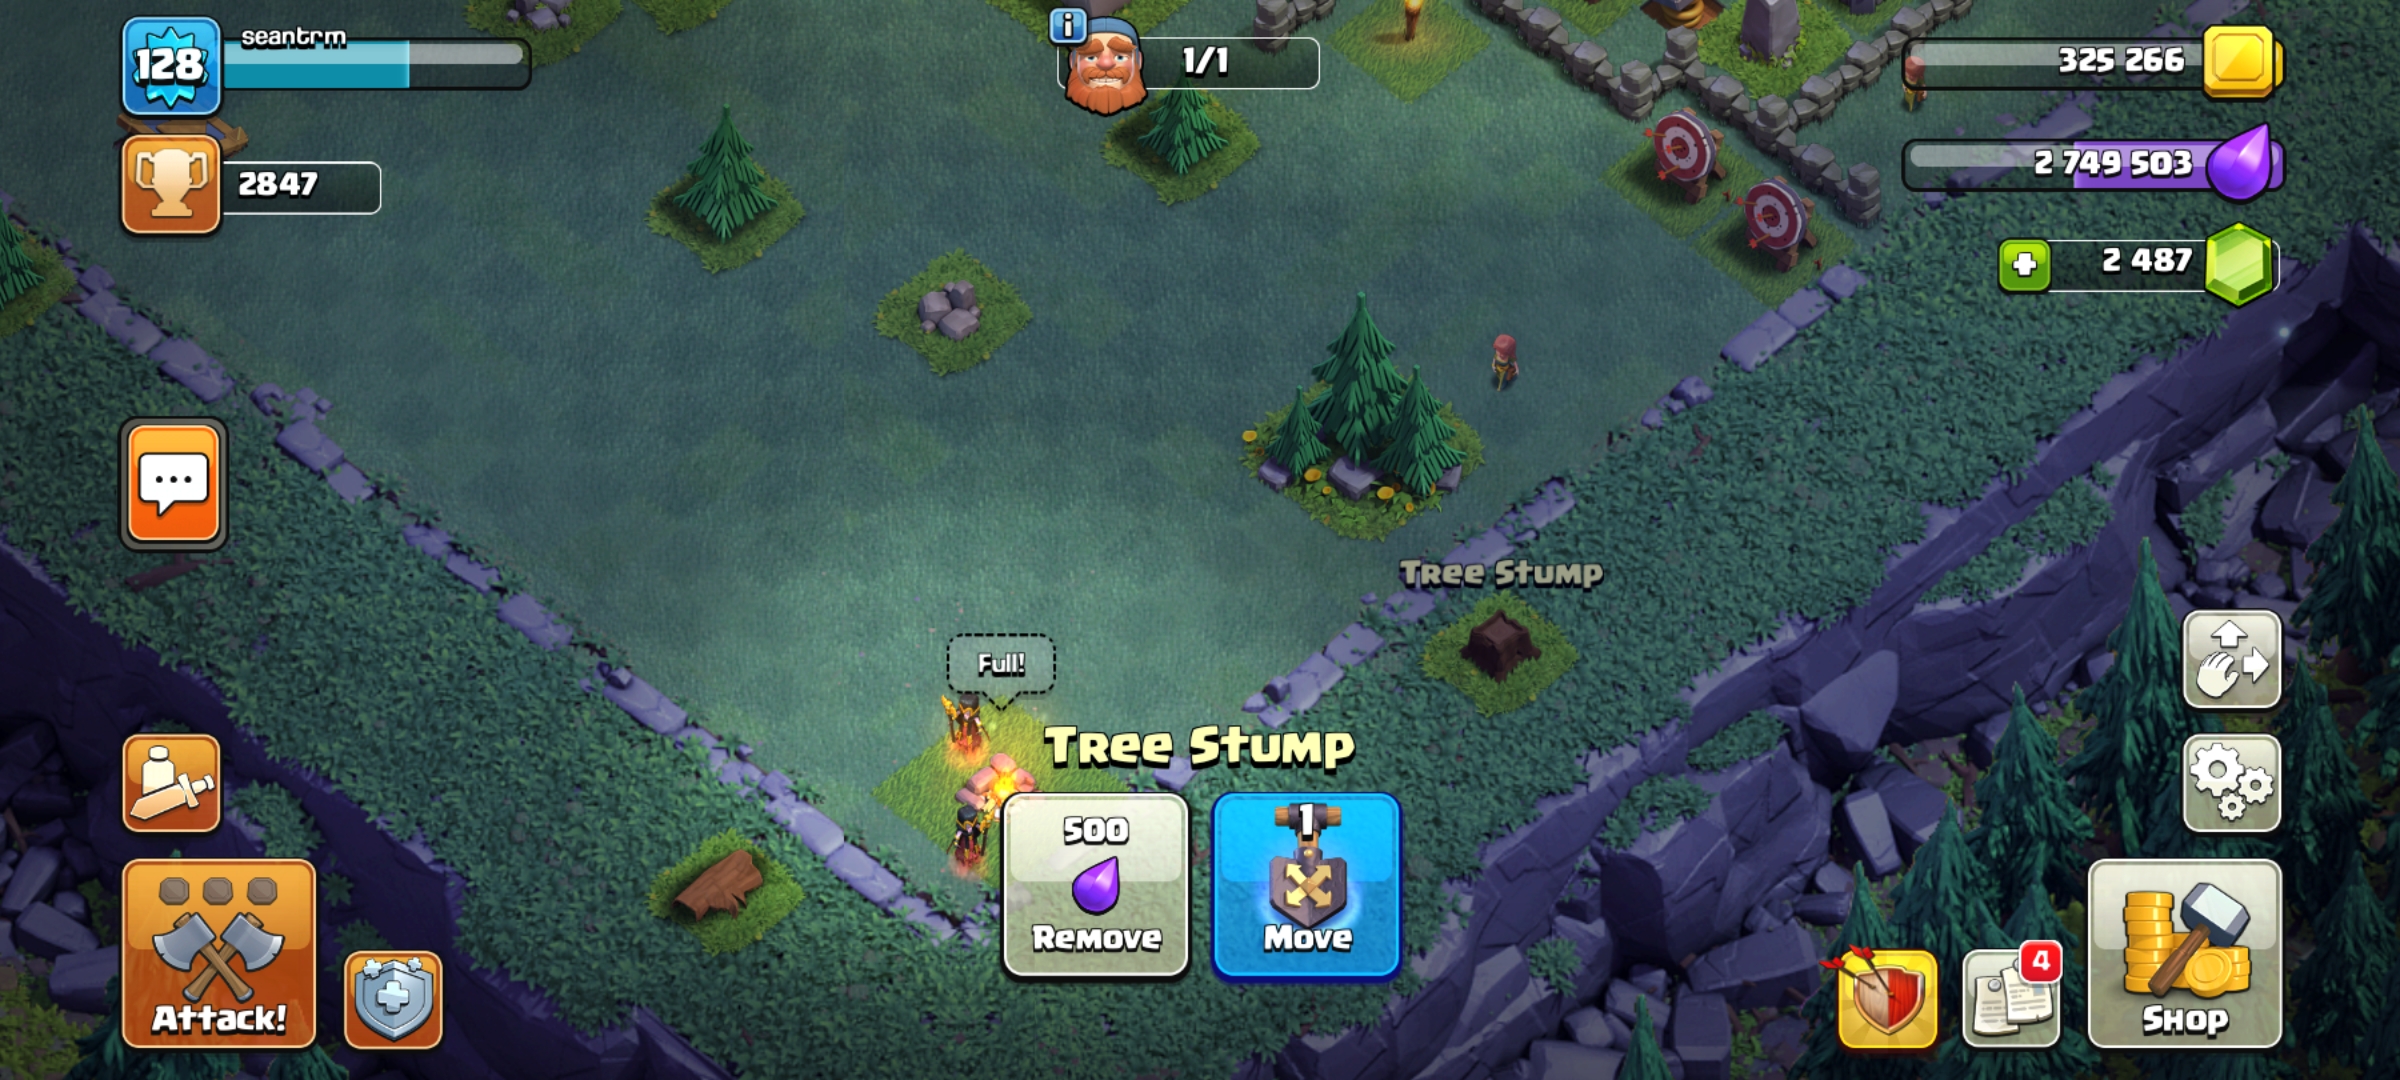 128
seantrm
i
1/1
325 266
2847
2 749 503
2 487
Tree Stump
Full!
Tree Stump
500
Remove
1
Move
Attack!
4
Shop